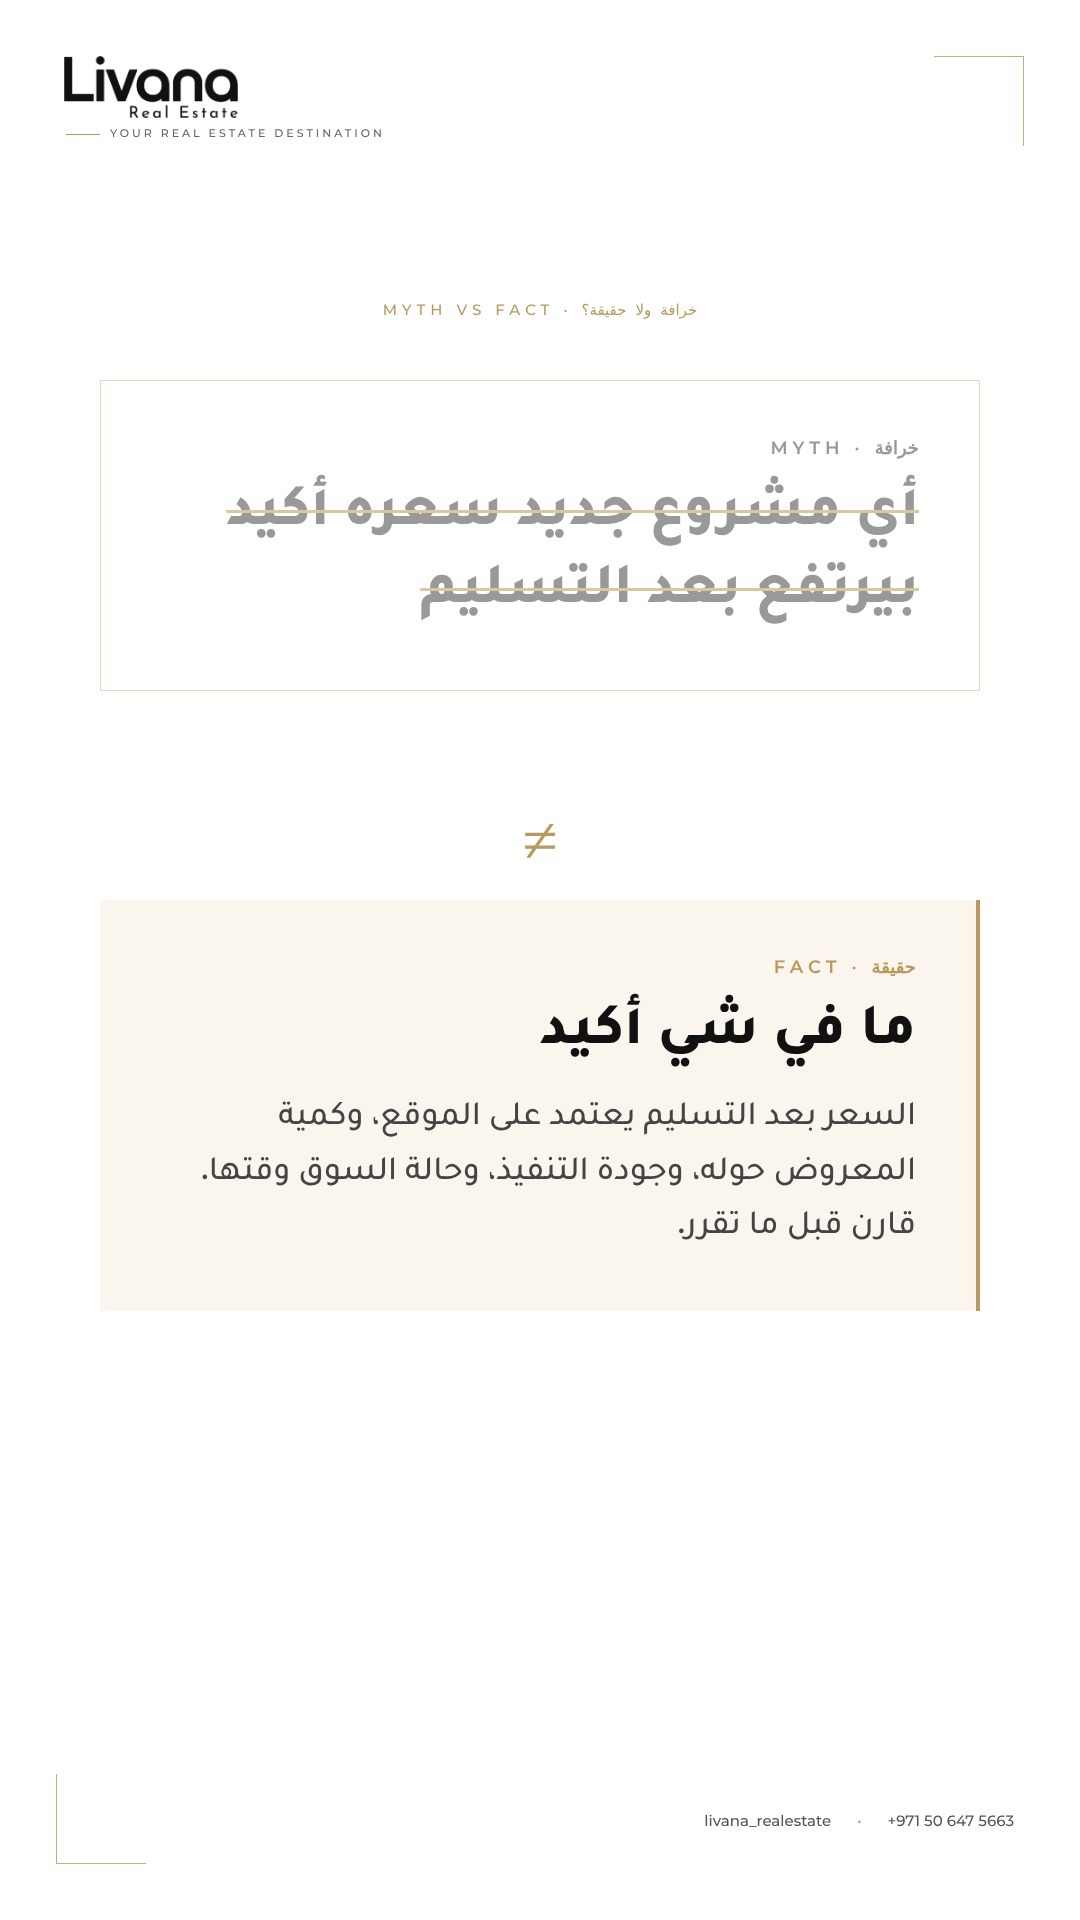 Livana
Real Estate
YOUR REAL ESTATE DESTINATION
MYTH VS FACT · خرافة ولا حقيقة؟
MYTH · خرافة
أي مشروع جديد سعره أكيد
بيرتفع بعد التسليم
≠
FACT · حقيقة
ما في شي أكيد
السعر بعد التسليم يعتمد على الموقع، وكمية
المعروض حوله، وجودة التنفيذ، وحالة السوق وقتها.
قارن قبل ما تقرر.
livana_realestate · +971 50 647 5663